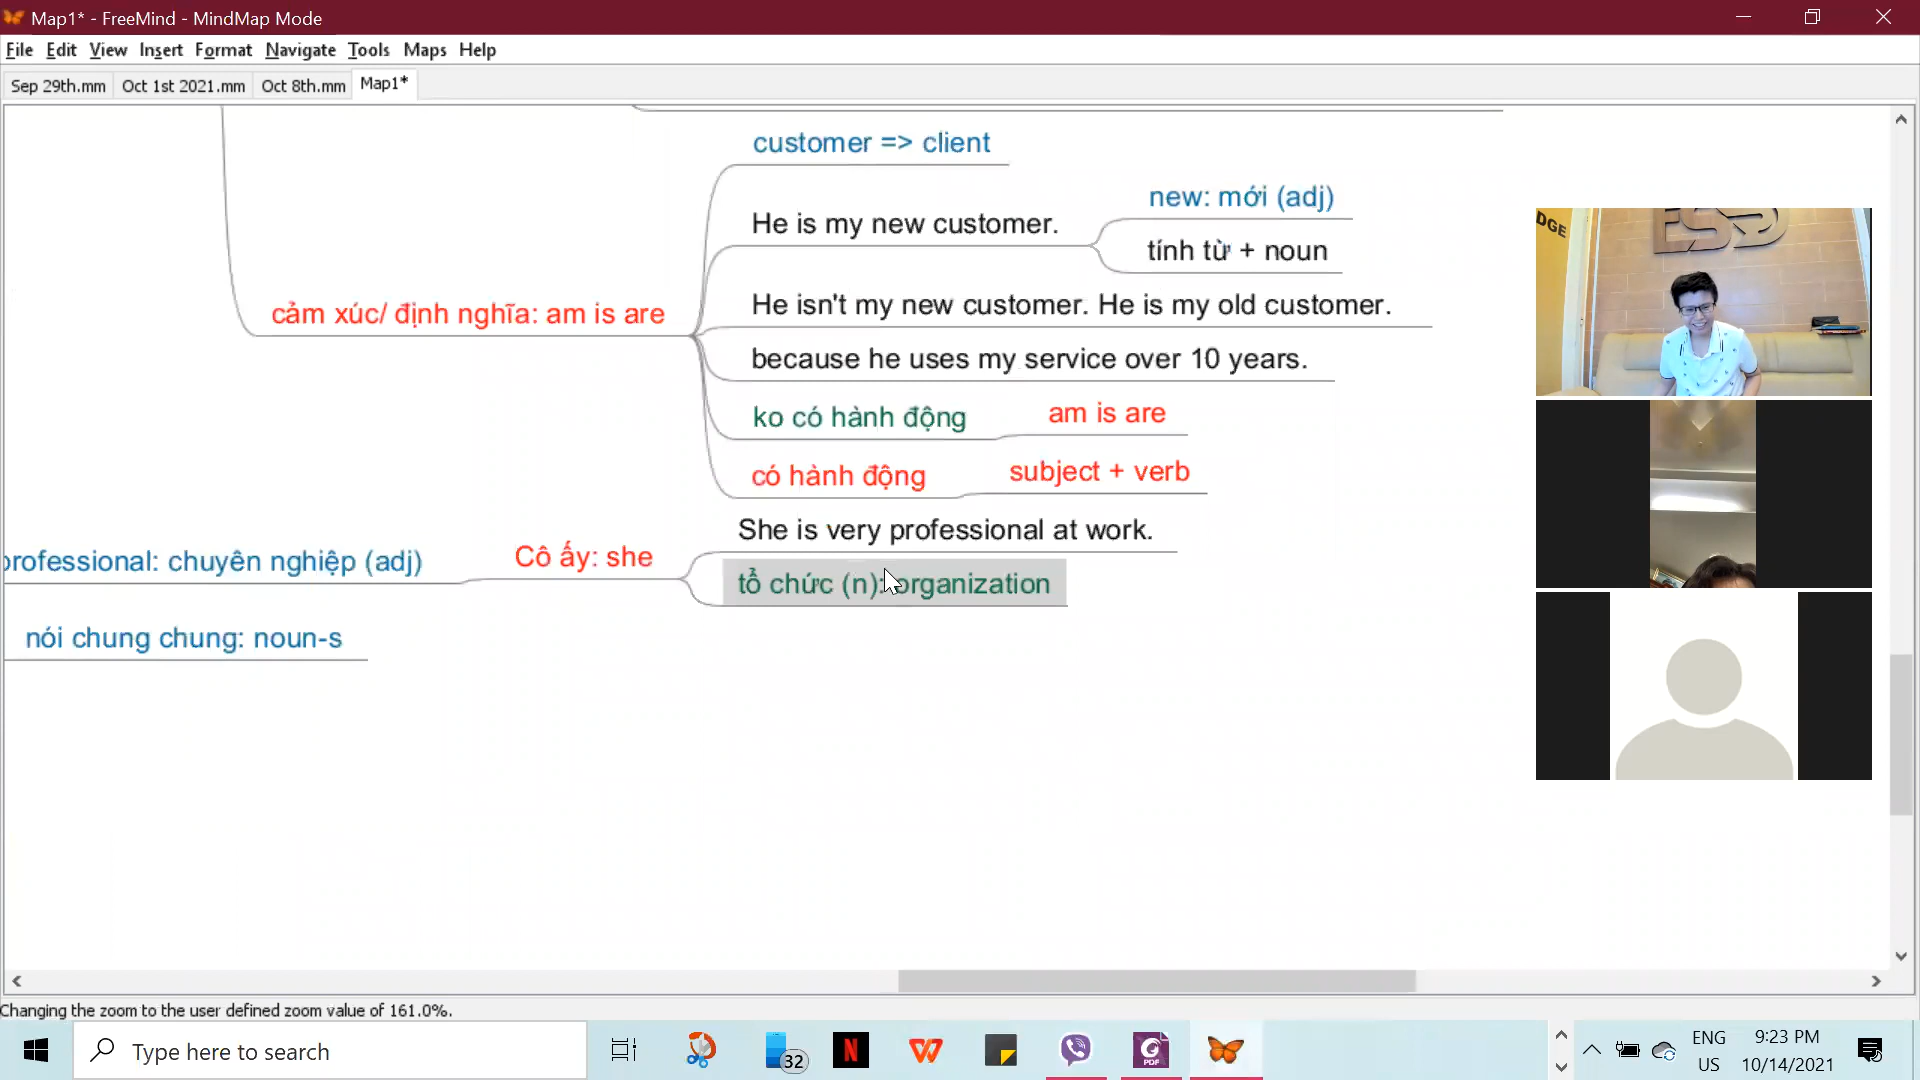 Map1* - FreeMind - MindMap Mode
File Edit View Insert Format Navigate Tools Maps Help
Sep 29th.mm Oct 1st 2021.mm Oct 8th.mm Map1*
customer => client
new: mới (adj)
He is my new customer.
tính từ + noun
DGE
cảm xúc/ định nghĩa: am is are
He isn't my new customer. He is my old customer.
because he uses my service over 10 years.
ko có hành động am is are
có hành động subject + verb
She is very professional at work.
professional: chuyên nghiệp (adj) Cô ấy: she
tổ chức (n): organization
nói chung chung: noun-s
Changing the zoom to the user defined zoom value of 161.0%.
Type here to search
32
N
W
PDF
ENG
US
9:23 PM
10/14/2021